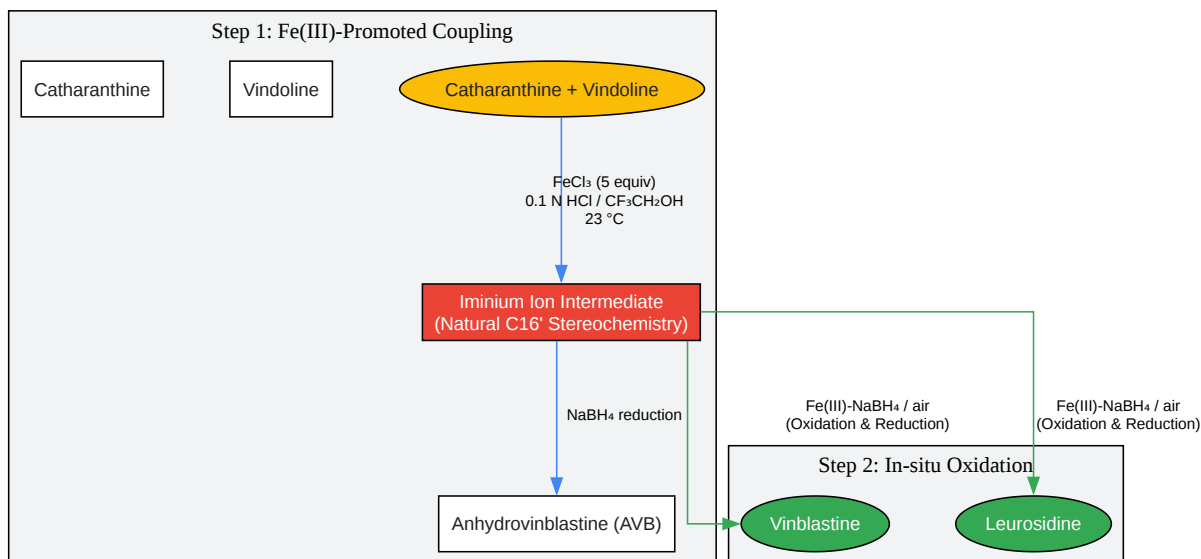 Step 1: Fe(III)-Promoted Coupling
Catharanthine
Vindoline
Catharanthine + Vindoline
FeCl₃ (5 equiv)
0.1 N HCl / CF₃CH₂OH
23 °C
Iminium Ion Intermediate
(Natural C16' Stereochemistry)
NaBH₄ reduction
Fe(III)-NaBH₄ / air
(Oxidation & Reduction)
Fe(III)-NaBH₄ / air
(Oxidation & Reduction)
Step 2: In-situ Oxidation
Anhydrovinblastine (AVB)
Vinblastine
Leurosidine